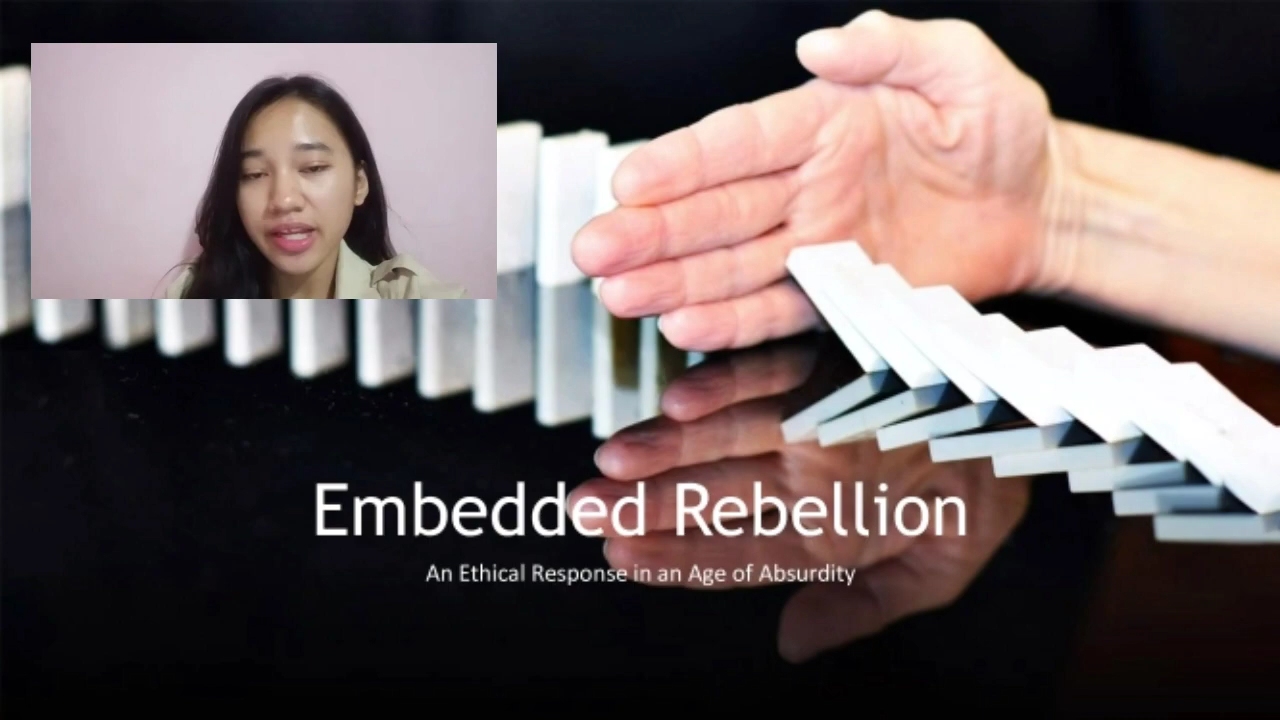 Embedded Rebellion
An Ethical Response in an Age of Absurdity